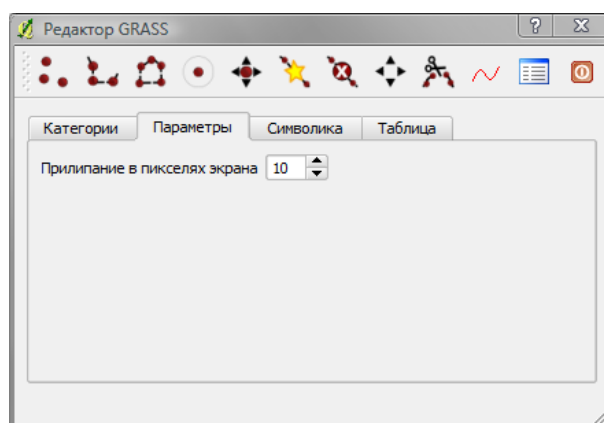 Редактор GRASS
Категории Параметры Символика Таблица
Прилипание в пикселях экрана 10